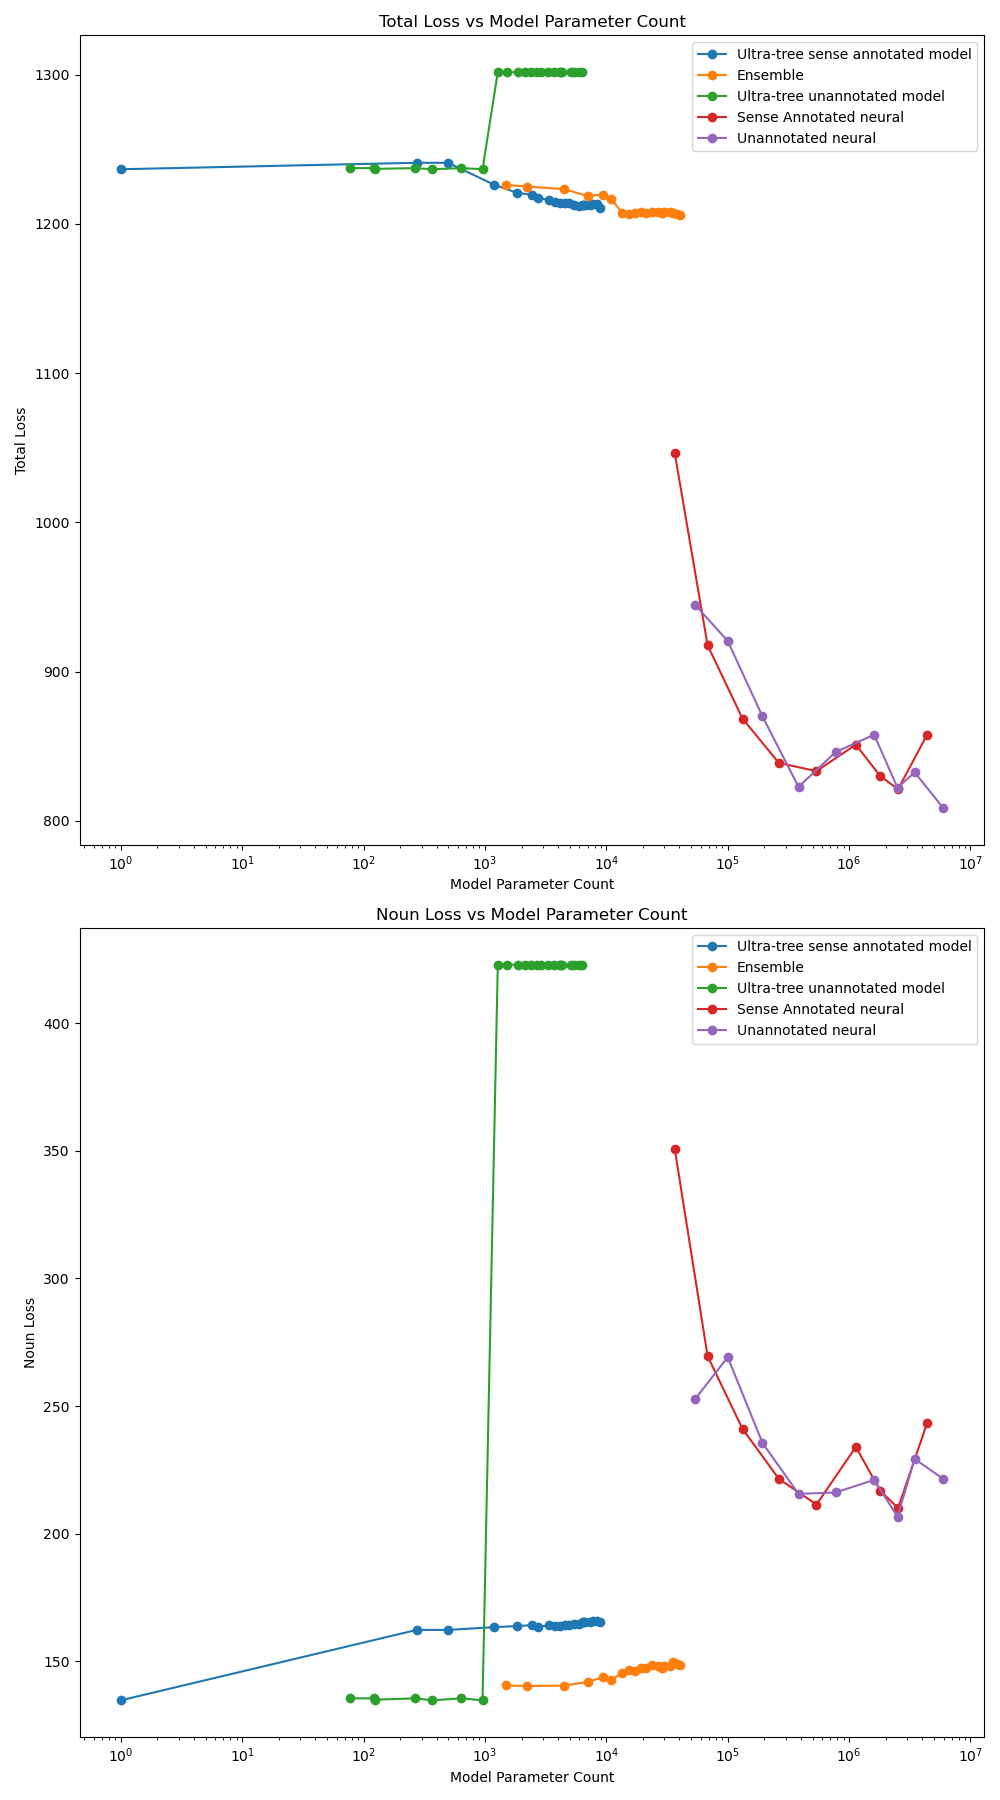 Total Loss vs Model Parameter Count
Ultra-tree sense annotated model
Ensemble
Ultra-tree unannotated model
Sense Annotated neural
Unannotated neural
1300
1200
1100
1000
900
800
Total Loss
10⁰ 10¹ 10² 10³ 10⁴ 10⁵ 10⁶ 10⁷
Model Parameter Count
Noun Loss vs Model Parameter Count
Ultra-tree sense annotated model
Ensemble
Ultra-tree unannotated model
Sense Annotated neural
Unannotated neural
400
350
300
250
200
150
Noun Loss
10⁰ 10¹ 10² 10³ 10⁴ 10⁵ 10⁶ 10⁷
Model Parameter Count